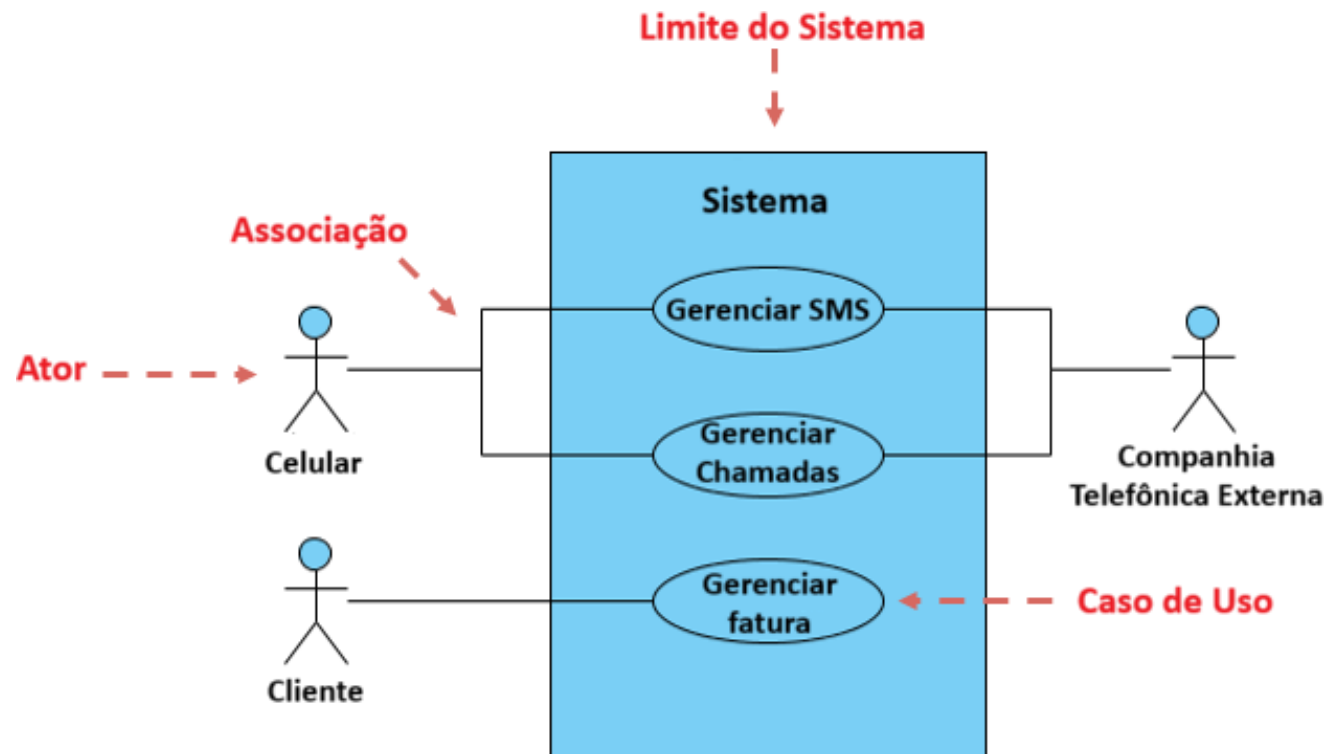 Limite do Sistema
Sistema
Associação
Gerenciar SMS
Ator
Celular
Gerenciar
Chamadas
Companhia
Telefônica Externa
Gerenciar
fatura
Caso de Uso
Cliente